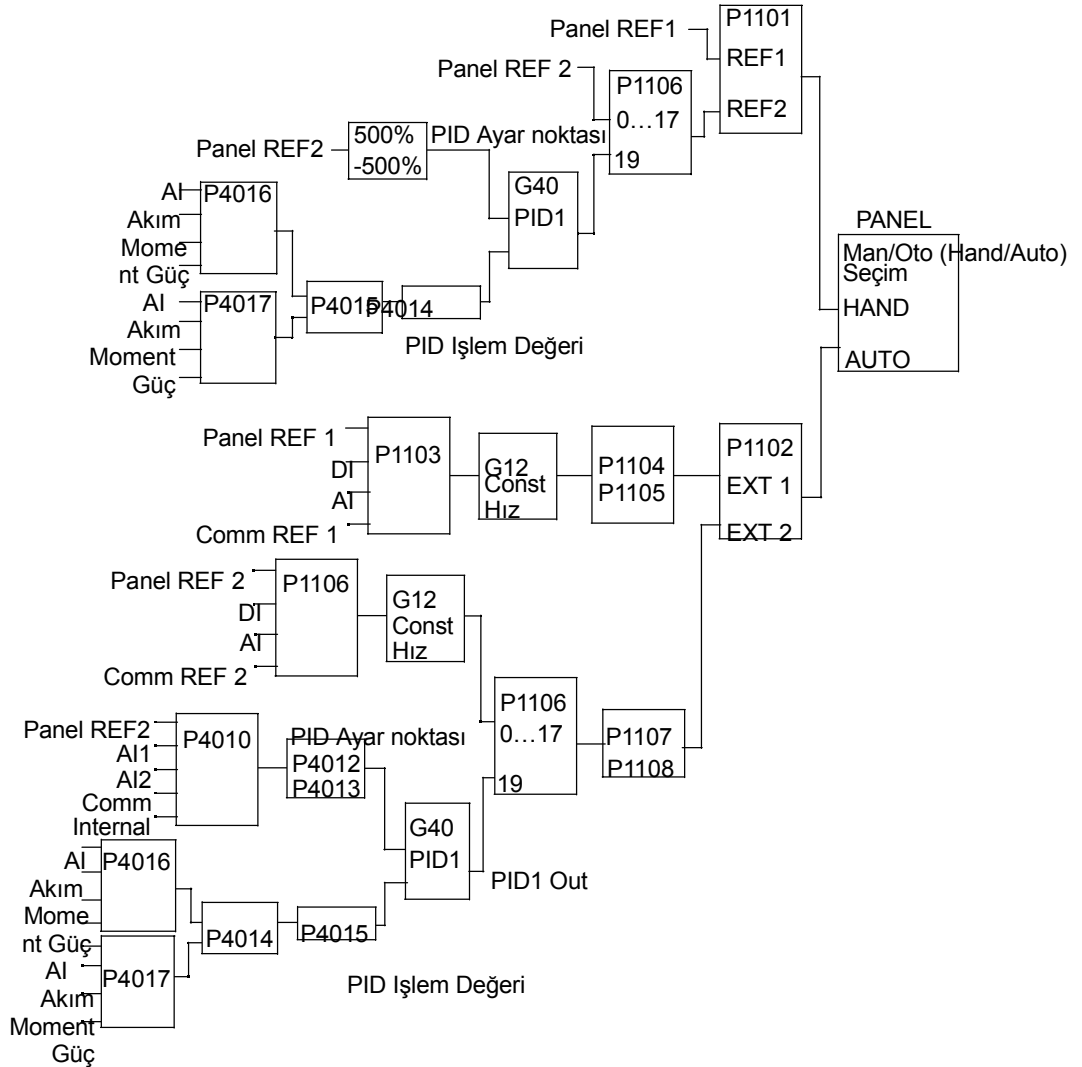 Panel REF1
P1101
REF1
REF2
Panel REF 2
P1106
0…17
19
Panel REF2
500%
-500%
PID Ayar noktası
G40
PID1
AI
Akım
Mome
nt Güç
P4016
AI
Akım
Moment
Güç
P4017
P4015
P4014
PID Işlem Değeri
PANEL
Man/Oto (Hand/Auto)
Seçim
HAND
AUTO
Panel REF 1
DI
AI
Comm REF 1
P1103
G12
Const
Hız
P1104
P1105
P1102
EXT 1
EXT 2
Panel REF 2
DI
AI
Comm REF 2
P1106
G12
Const
Hız
P1106
0…17
19
P1107
P1108
Panel REF2
AI1
AI2
Comm
Internal
P4010
PID Ayar noktası
P4012
P4013
G40
PID1
PID1 Out
AI
Akım
Mome
nt Güç
P4016
AI
Akım
Moment
Güç
P4017
P4014
P4015
PID Işlem Değeri